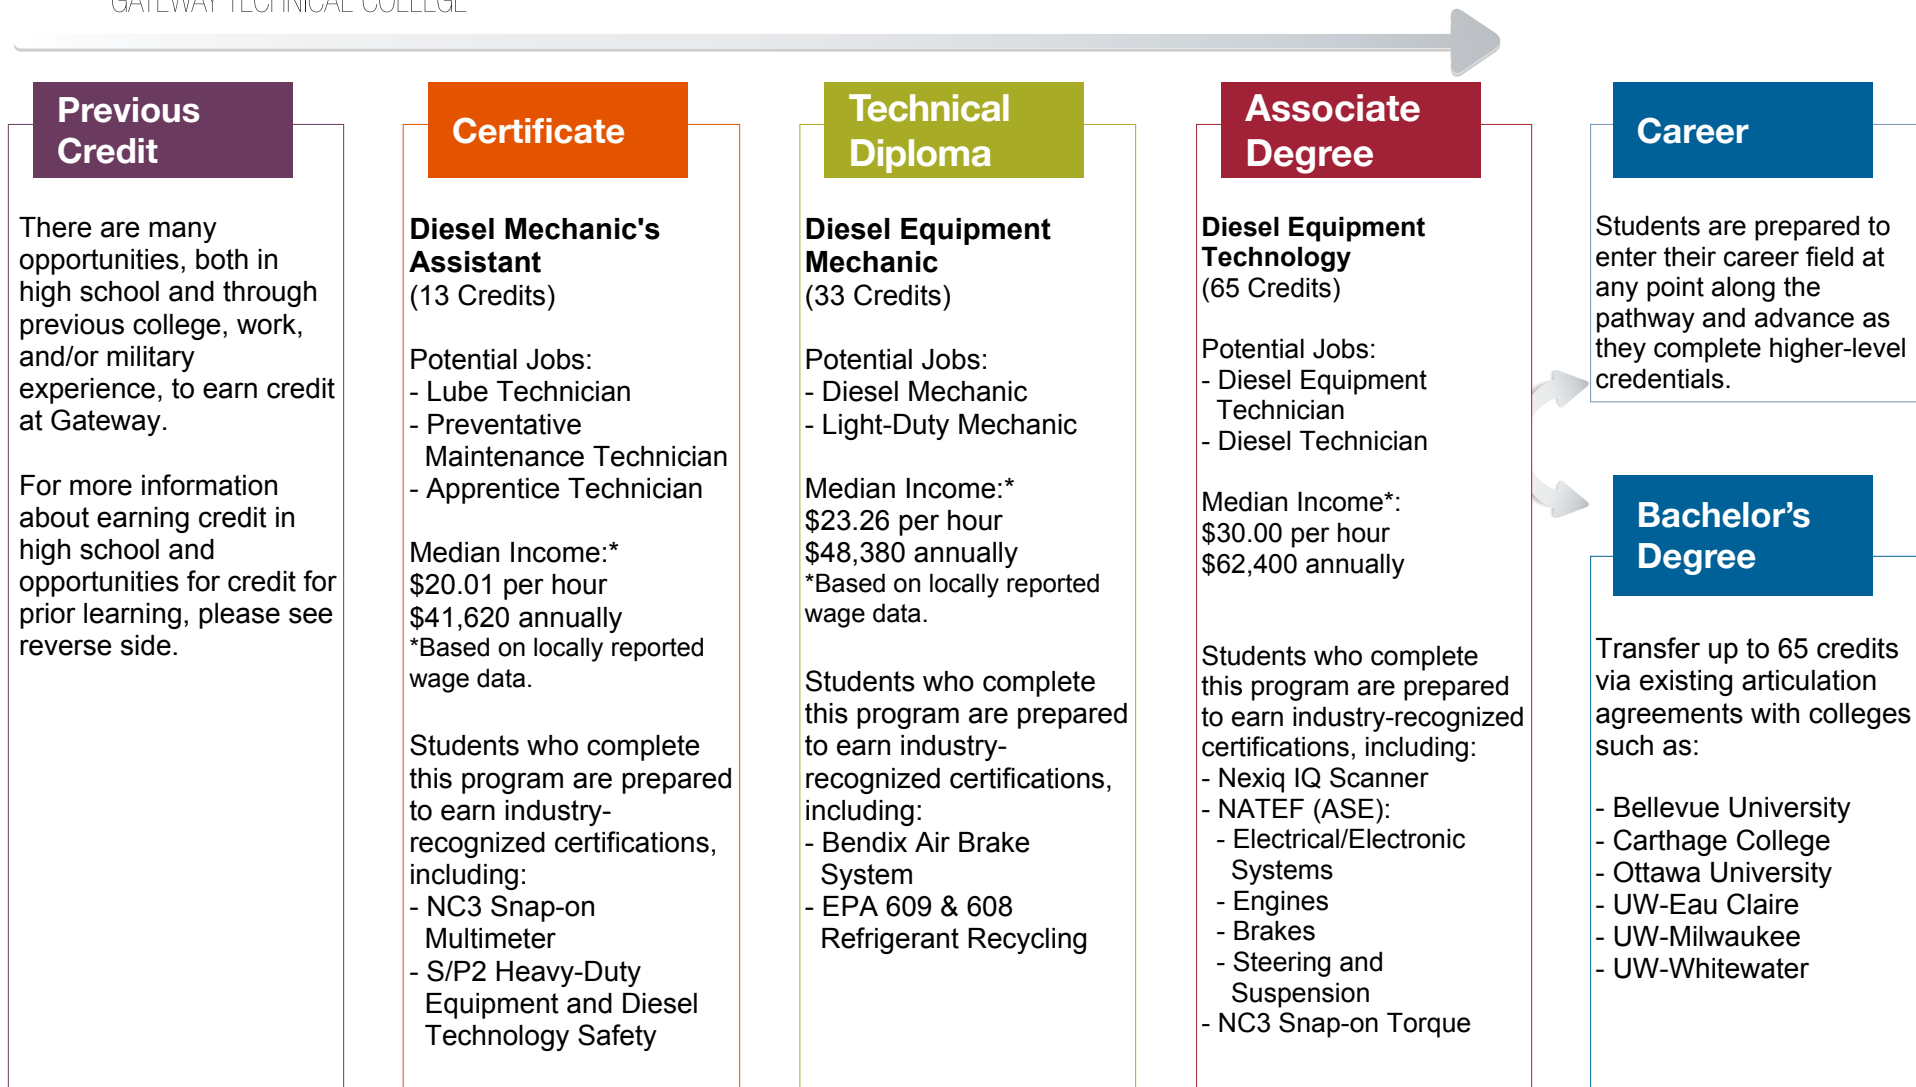 GATEWAY TECHNICAL COLLEGE
Previous
Credit
There are many
opportunities, both in
high school and through
previous college, work,
and/or military
experience, to earn credit
at Gateway.
For more information
about earning credit in
high school and
opportunities for credit for
prior learning, please see
reverse side.
Certificate
Diesel Mechanic's
Assistant
(13 Credits)
Potential Jobs:
- Lube Technician
- Preventative
Maintenance Technician
- Apprentice Technician
Median Income:*
$20.01 per hour
$41,620 annually
*Based on locally reported
wage data.
Students who complete
this program are prepared
to earn industry-
recognized certifications,
including:
- NC3 Snap-on
Multimeter
- S/P2 Heavy-Duty
Equipment and Diesel
Technology Safety
Technical
Diploma
Diesel Equipment
Mechanic
(33 Credits)
Potential Jobs:
- Diesel Mechanic
- Light-Duty Mechanic
Median Income:*
$23.26 per hour
$48,380 annually
*Based on locally reported
wage data.
Students who complete
this program are prepared
to earn industry-
recognized certifications,
including:
- Bendix Air Brake
System
- EPA 609 & 608
Refrigerant Recycling
Associate
Degree
Diesel Equipment
Technology
(65 Credits)
Potential Jobs:
- Diesel Equipment
Technician
- Diesel Technician
Median Income*:
$30.00 per hour
$62,400 annually
Students who complete
this program are prepared
to earn industry-recognized
certifications, including:
- Nexiq IQ Scanner
- NATEF (ASE):
- Electrical/Electronic
Systems
- Engines
- Brakes
- Steering and
Suspension
- NC3 Snap-on Torque
Career
Students are prepared to
enter their career field at
any point along the
pathway and advance as
they complete higher-level
credentials.
Bachelor's
Degree
Transfer up to 65 credits
via existing articulation
agreements with colleges
such as:
- Bellevue University
- Carthage College
- Ottawa University
- UW-Eau Claire
- UW-Milwaukee
- UW-Whitewater